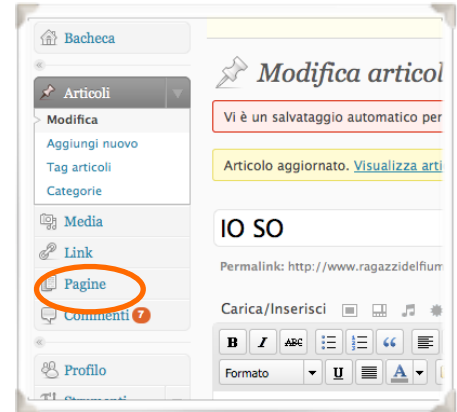 Bacheca
Articoli
Modifica
Aggiungi nuovo
Tag articoli
Categorie
Media
Link
Pagine
Commenti 7
Profilo
Strumenti
Modifica articol
Vi è un salvataggio automatico per
Articolo aggiornato. Visualizza arti
IO SO
Permalink: http://www.ragazzidelfium
Carica/Inserisci
B I ABC
Formato U A